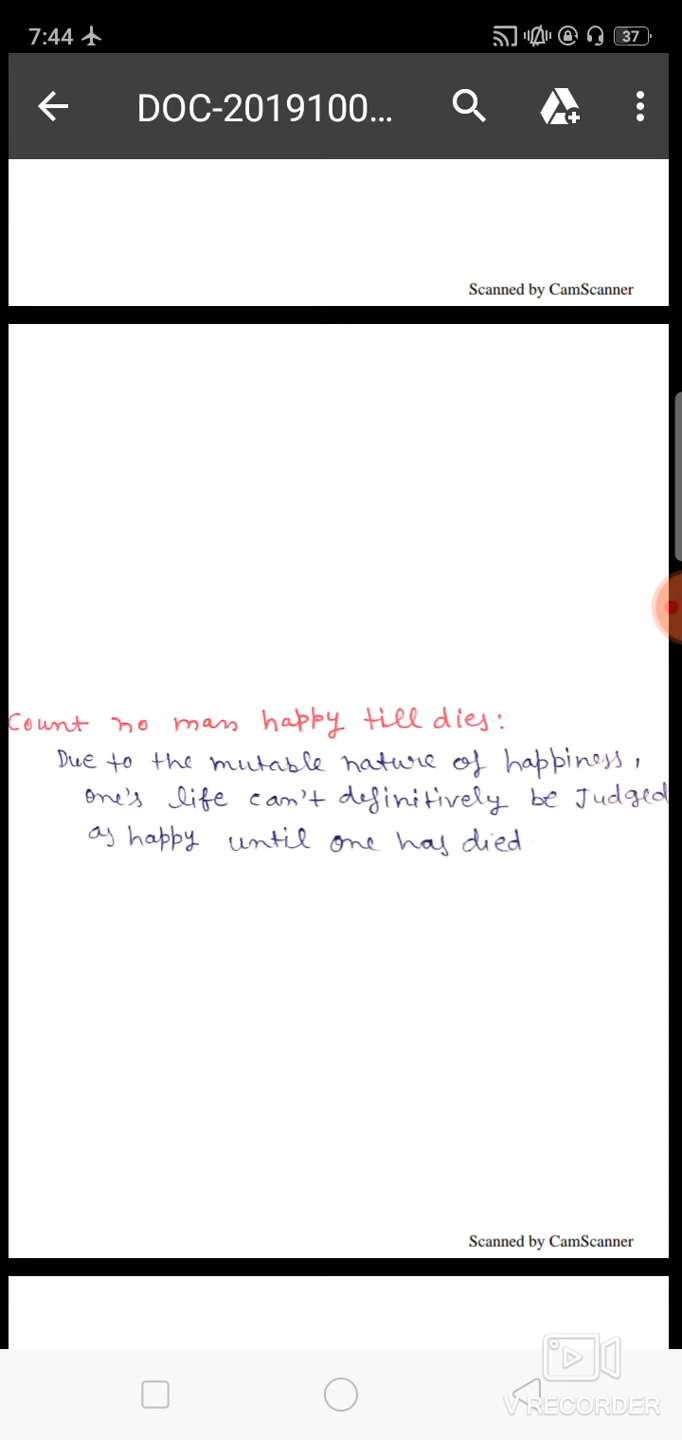 7:44 37
DOC-2019100...
Scanned by CamScanner
Count no man happy till dies:
Due to the mutable nature of happiness,
one's life can't definitively be Judged
as happy until one has died
Scanned by CamScanner
V RECORDER